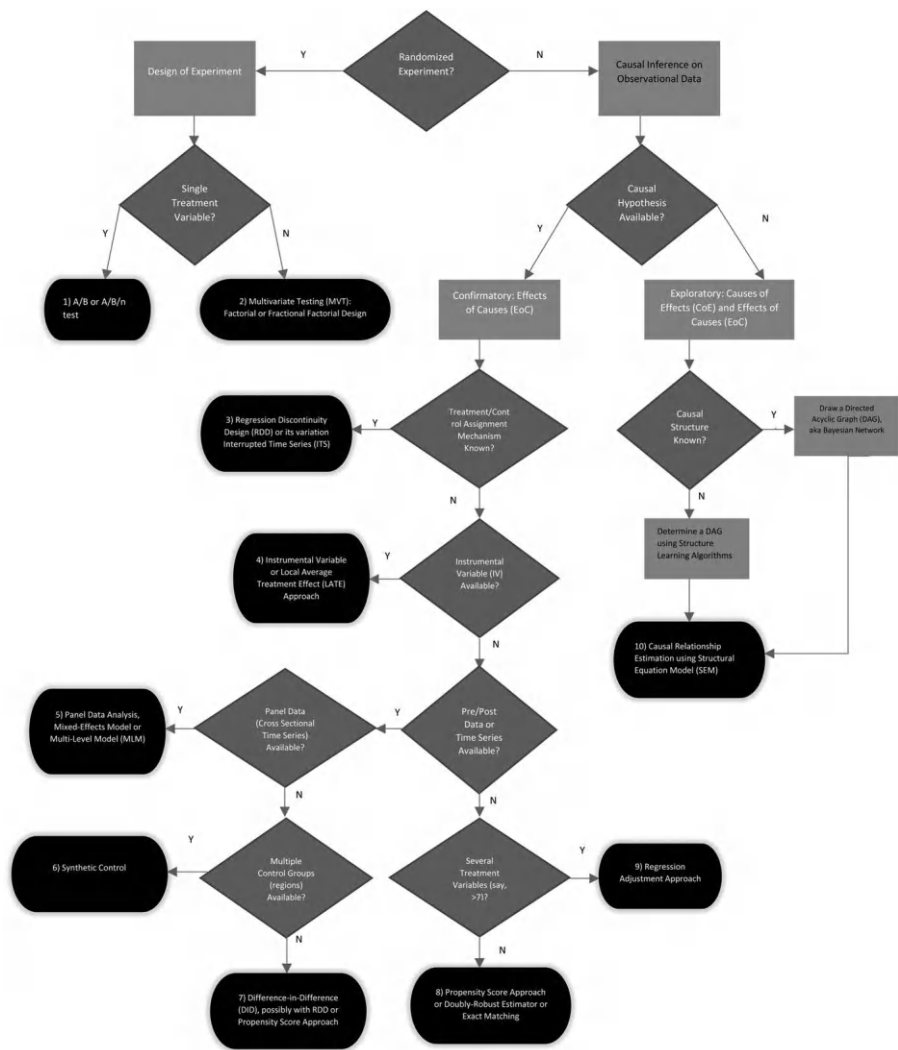 Y
Randomized
Experiment?
N
Design of Experiment
Causal Inference on
Observational Data
Single
Treatment
Variable?
Y
N
Causal
Hypothesis
Available?
Y
N
1) A/B or A/B/n
test
2) Multivariate Testing (MVT):
Factorial or Fractional Factorial Design
Confirmatory: Effects
of Causes (EoC)
Exploratory: Causes of
Effects (CoE) and Effects of
Causes (EoC)
3) Regression Discontinuity
Design (RDD) or its variation
Interrupted Time Series (ITS)
Y
Treatment/Cont
rol Assignment
Mechanism
Known?
N
Causal
Structure
Known?
Y
N
Draw a Directed
Acyclic Graph (DAG),
aka Bayesian Network
4) Instrumental Variable
or Local Average
Treatment Effect (LATE)
Approach
Y
Instrumental
Variable (IV)
Available?
N
Determine a DAG
using Structure
Learning Algorithms
10) Causal Relationship
Estimation using Structural
Equation Model (SEM)
5) Panel Data Analysis,
Mixed-Effects Model or
Multi-Level Model (MLM)
Y
Panel Data
(Cross Sectional
Time Series)
Available?
N
Y
Pre/Post
Data or
Time Series
Available?
N
6) Synthetic Control
Y
Multiple
Control Groups
(regions)
Available?
N
Several
Treatment
Variables (say,
>7)?
Y
N
9) Regression
Adjustment Approach
7) Difference-in-Difference
(DID), possibly with RDD or
Propensity Score Approach
8) Propensity Score Approach
or Doubly-Robust Estimator or
Exact Matching